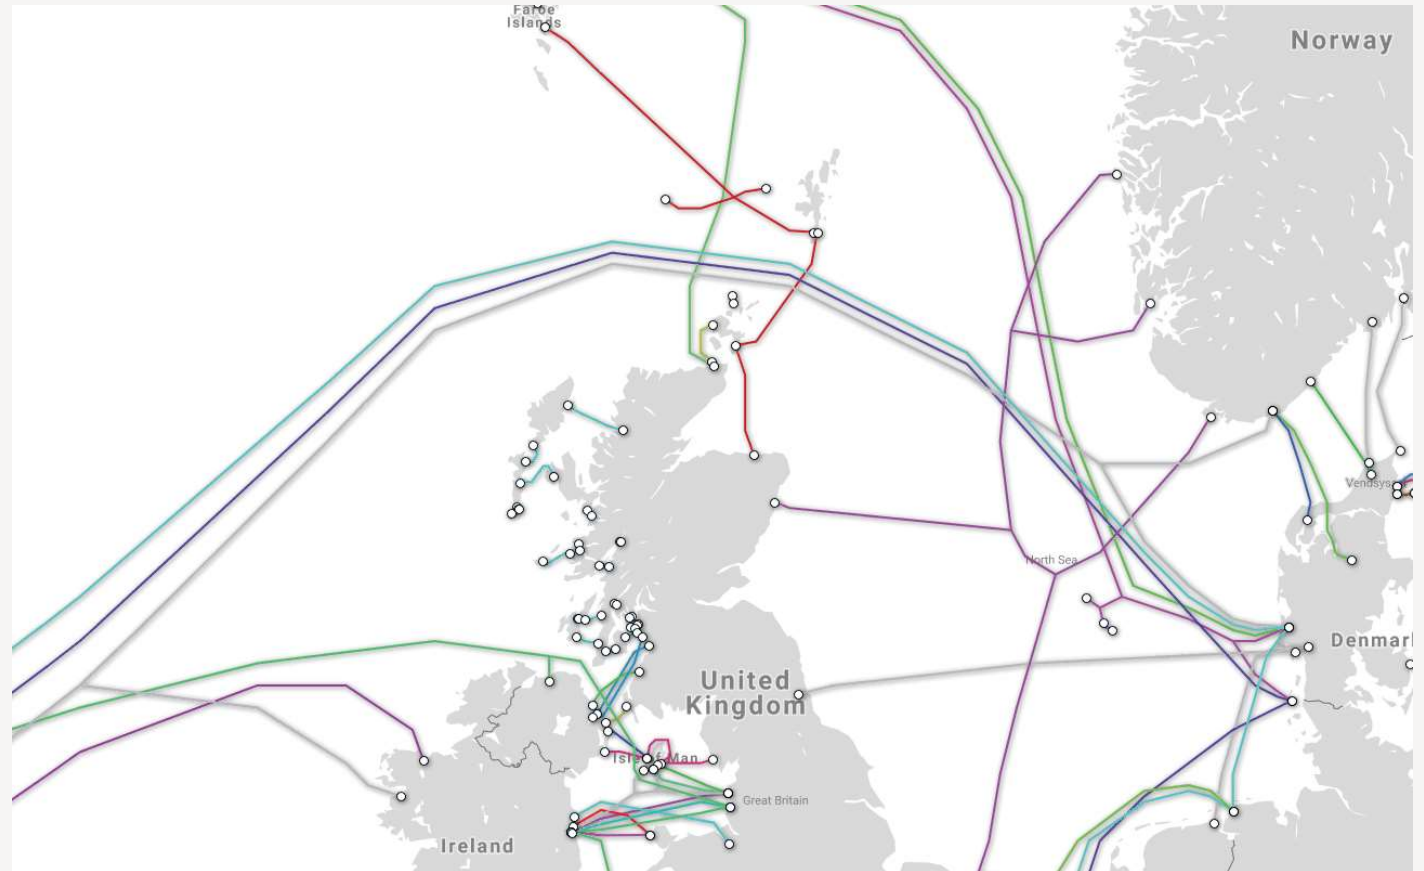 Faroe
Islands
Norway
Vendsys
North Sea
Denmark
United
Kingdom
Isle of Man
Great Britain
Ireland